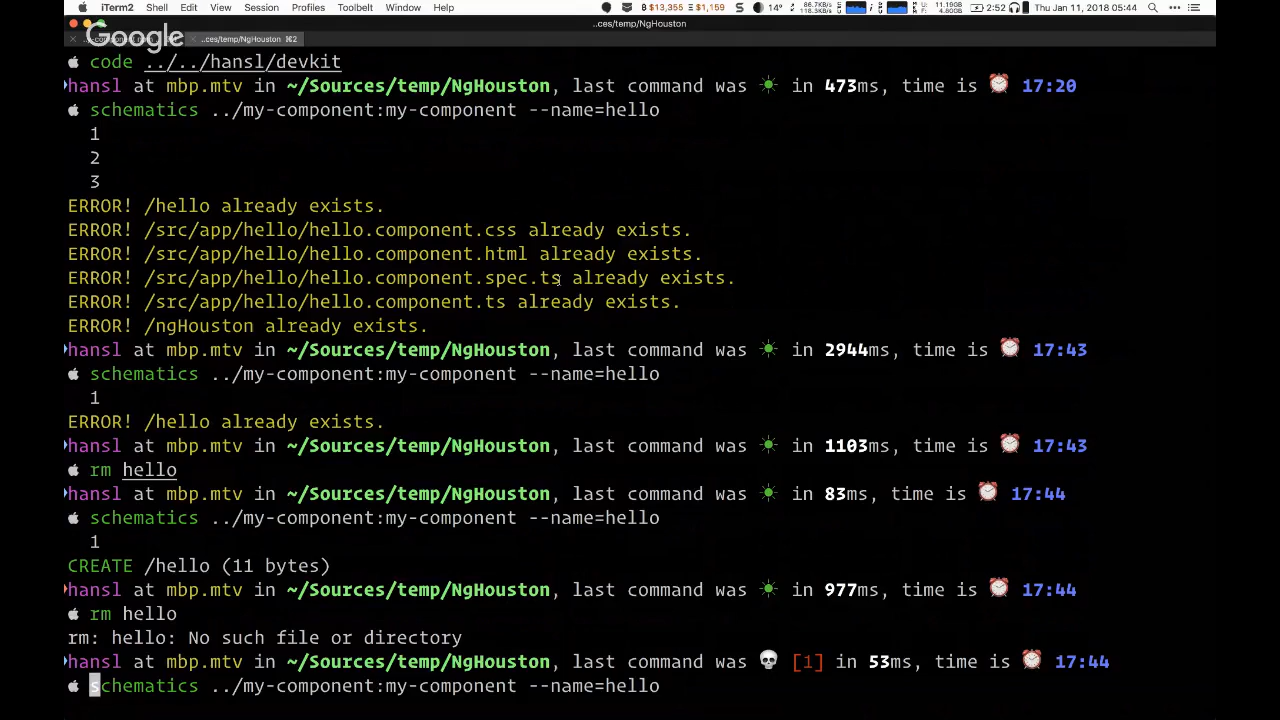 iTerm2 Shell Edit View Session Profiles Toolbelt Window Help $13,355 $1,159 14° 86.7KB/s 118.3KB/s 11.19GB 4.80GB 2:52 Thu Jan 11, 2018 05:44
..ces/temp/NgHouston
Google
..ces/temp/NgHouston ⌘2
code ../../hansl/devkit
hansl at mbp.mtv in ~/Sources/temp/NgHouston, last command was ☀ in 473ms, time is ⏰ 17:20
schematics ../my-component:my-component --name=hello
1
2
3
ERROR! /hello already exists.
ERROR! /src/app/hello/hello.component.css already exists.
ERROR! /src/app/hello/hello.component.html already exists.
ERROR! /src/app/hello/hello.component.spec.ts already exists.
ERROR! /src/app/hello/hello.component.ts already exists.
ERROR! /ngHouston already exists.
hansl at mbp.mtv in ~/Sources/temp/NgHouston, last command was ☀ in 2944ms, time is ⏰ 17:43
schematics ../my-component:my-component --name=hello
1
ERROR! /hello already exists.
hansl at mbp.mtv in ~/Sources/temp/NgHouston, last command was ☀ in 1103ms, time is ⏰ 17:43
rm hello
hansl at mbp.mtv in ~/Sources/temp/NgHouston, last command was ☀ in 83ms, time is ⏰ 17:44
schematics ../my-component:my-component --name=hello
1
CREATE /hello (11 bytes)
hansl at mbp.mtv in ~/Sources/temp/NgHouston, last command was ☀ in 977ms, time is ⏰ 17:44
rm hello
rm: hello: No such file or directory
hansl at mbp.mtv in ~/Sources/temp/NgHouston, last command was 💀 [1] in 53ms, time is ⏰ 17:44
schematics ../my-component:my-component --name=hello